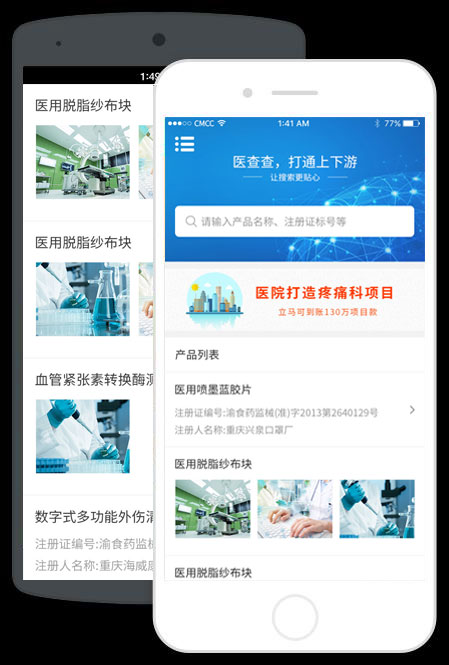 1:49
医用脱脂纱布块
医用脱脂纱布块
血管紧张素转换酶测
数字式多功能外伤清
注册证编号:渝食药监械
注册人名称:重庆海威康
CMCC
1:41 AM
77%
医查查，打通上下游
让搜索更贴心
请输入产品名称、注册证标号等
医院打造疼痛科项目
立马可到账130万项目款
产品列表
医用喷墨蓝胶片
注册证编号:渝食药监械(准)字2013第2640129号
注册人名称:重庆兴泉口罩厂
医用脱脂纱布块
医用脱脂纱布块